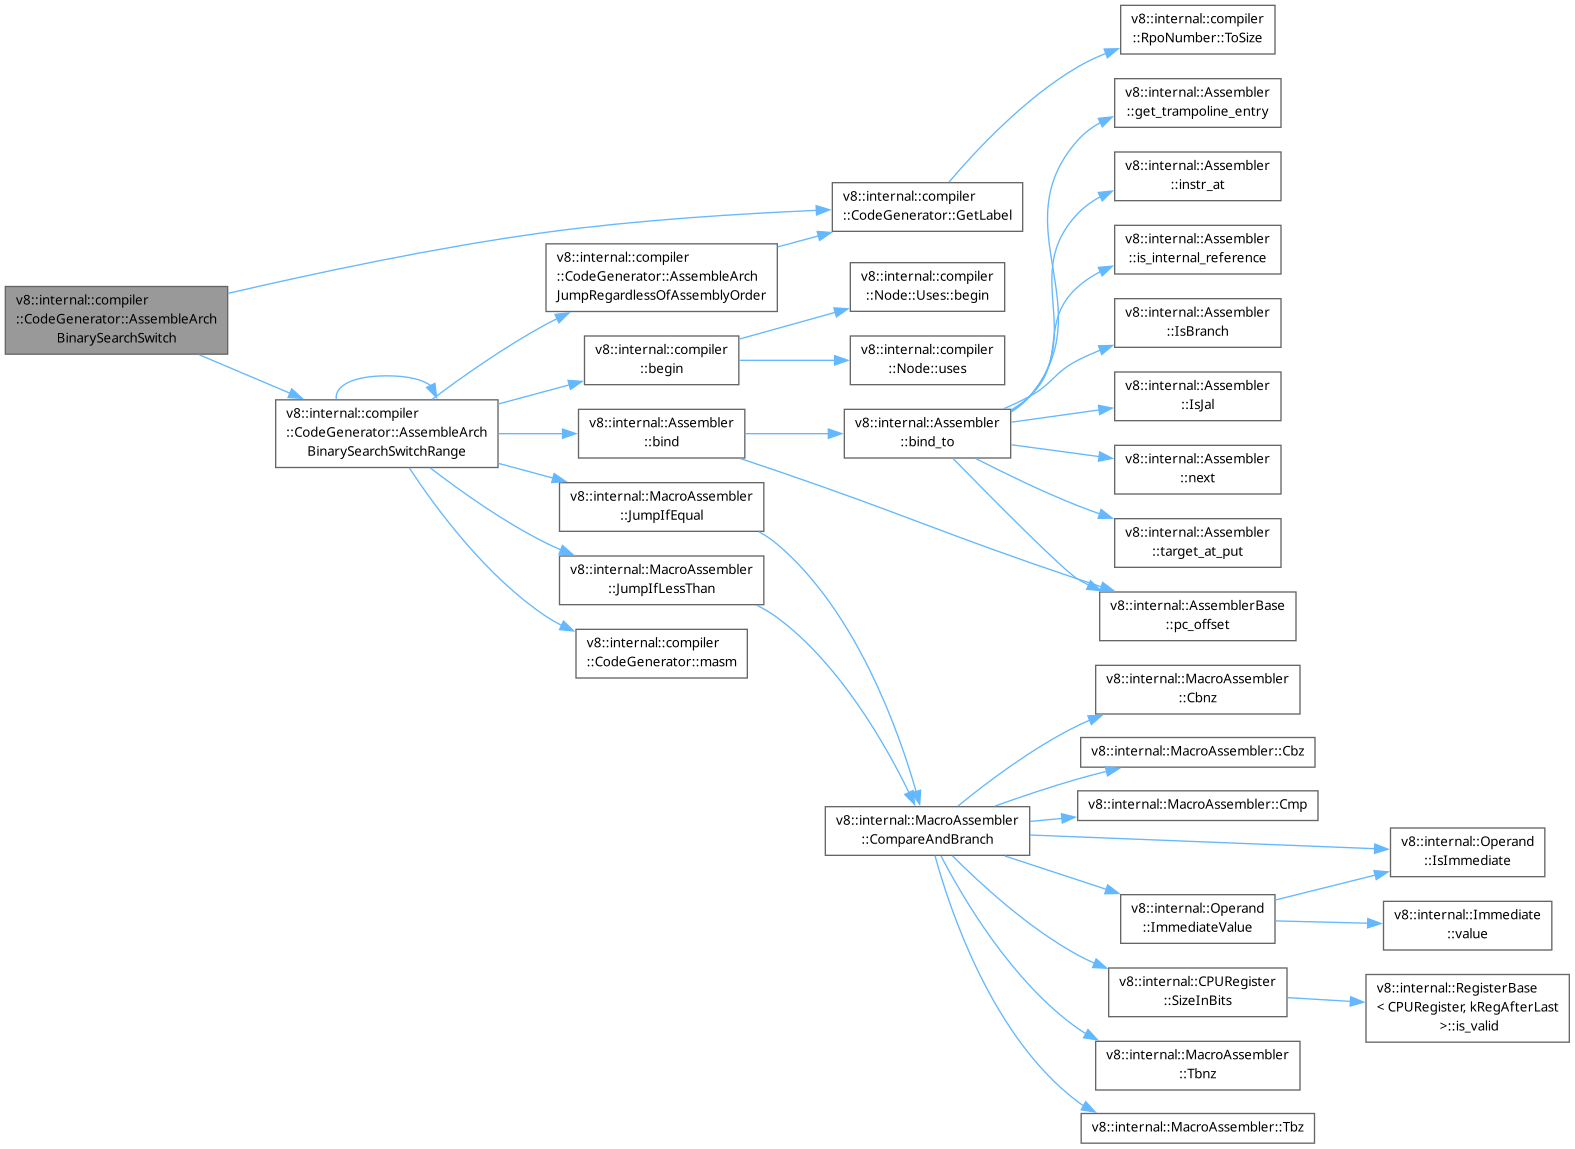 v8::internal::compiler
::CodeGenerator::AssembleArch
BinarySearchSwitch
v8::internal::compiler
::CodeGenerator::AssembleArch
BinarySearchSwitchRange
v8::internal::compiler
::CodeGenerator::AssembleArch
JumpRegardlessOfAssemblyOrder
v8::internal::compiler
::begin
v8::internal::Assembler
::bind
v8::internal::MacroAssembler
::JumpIfEqual
v8::internal::MacroAssembler
::JumpIfLessThan
v8::internal::compiler
::CodeGenerator::masm
v8::internal::compiler
::CodeGenerator::GetLabel
v8::internal::compiler
::Node::Uses::begin
v8::internal::compiler
::Node::uses
v8::internal::Assembler
::bind_to
v8::internal::MacroAssembler
::CompareAndBranch
v8::internal::compiler
::RpoNumber::ToSize
v8::internal::Assembler
::get_trampoline_entry
v8::internal::Assembler
::instr_at
v8::internal::Assembler
::is_internal_reference
v8::internal::Assembler
::IsBranch
v8::internal::Assembler
::IsJal
v8::internal::Assembler
::next
v8::internal::Assembler
::target_at_put
v8::internal::AssemblerBase
::pc_offset
v8::internal::MacroAssembler
::Cbnz
v8::internal::MacroAssembler::Cbz
v8::internal::MacroAssembler::Cmp
v8::internal::Operand
::ImmediateValue
v8::internal::CPURegister
::SizeInBits
v8::internal::MacroAssembler
::Tbnz
v8::internal::MacroAssembler::Tbz
v8::internal::Operand
::IsImmediate
v8::internal::Immediate
::value
v8::internal::RegisterBase
< CPURegister, kRegAfterLast
>::is_valid